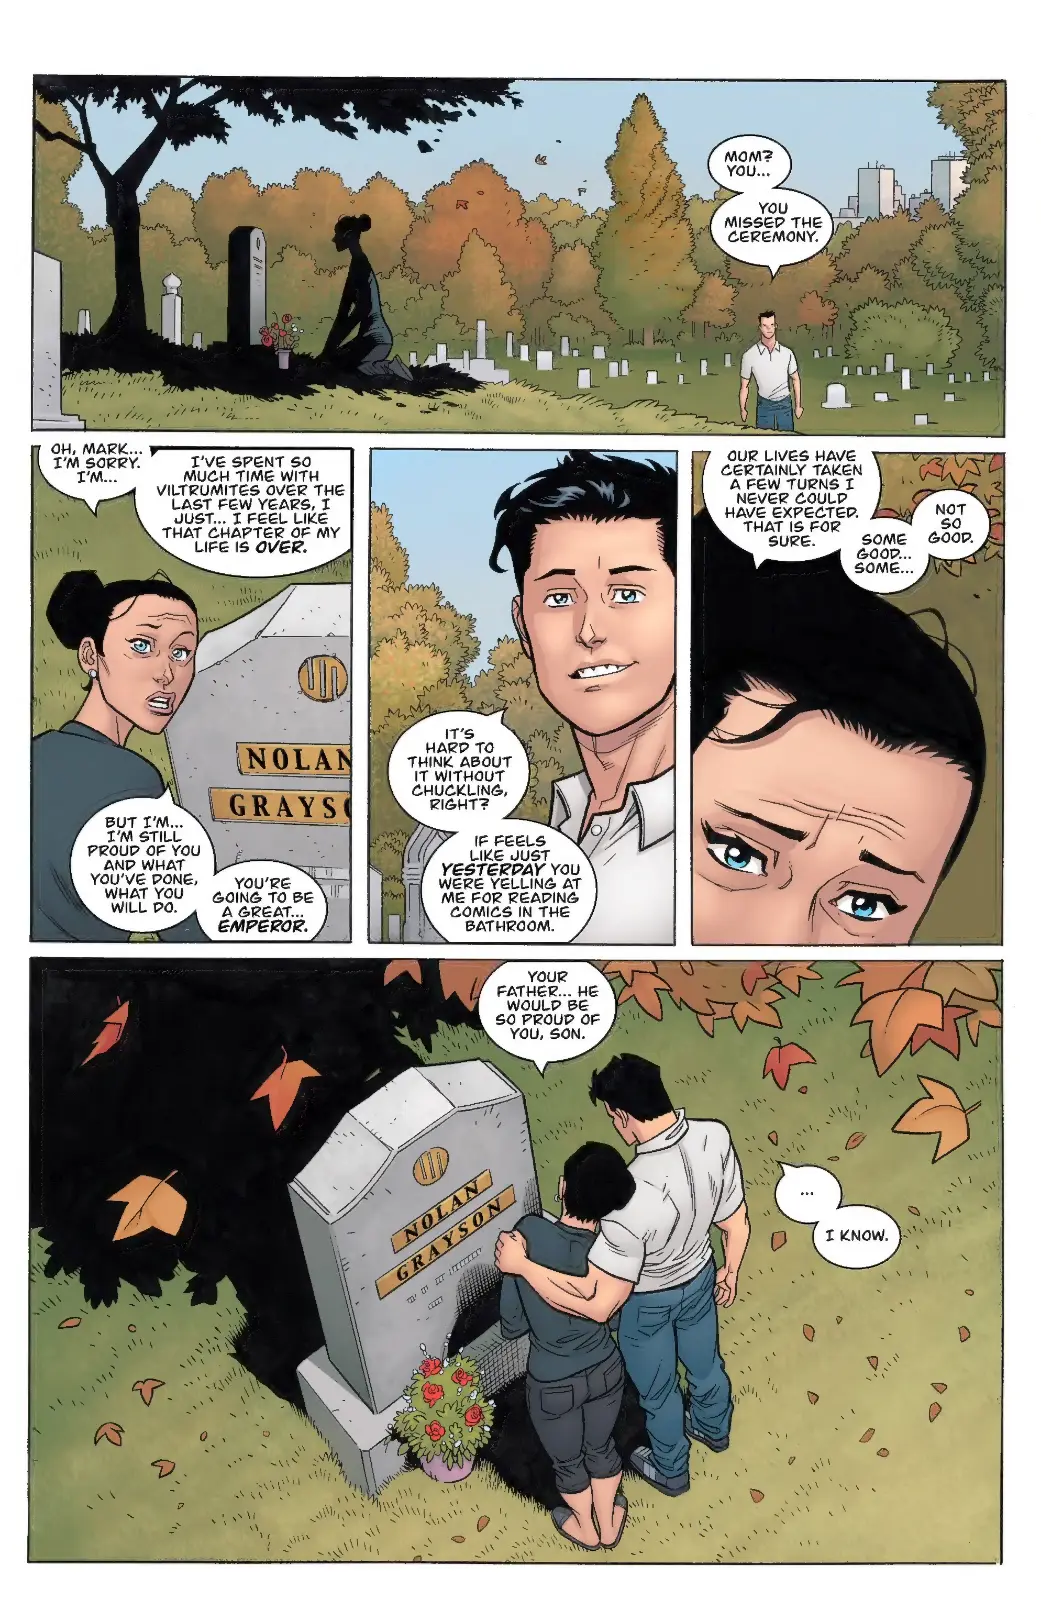 MOM?
YOU...
YOU
MISSED THE
CEREMONY.
OH, MARK...
I'M SORRY.
I'M...
I'VE SPENT SO
MUCH TIME WITH
VILTRUMITES OVER THE
LAST FEW YEARS, I
JUST... I FEEL LIKE
THAT CHAPTER OF MY
LIFE IS OVER.
NOLAN
GRAYSO
BUT I'M...
I'M STILL
PROUD OF YOU
AND WHAT
YOU'VE DONE,
WHAT YOU
WILL DO.
YOU'RE
GOING TO BE
A GREAT...
EMPEROR.
IT'S
HARD TO
THINK ABOUT
IT WITHOUT
CHUCKLING,
RIGHT?
IF FEELS
LIKE JUST
YESTERDAY YOU
WERE YELLING AT
ME FOR READING
COMICS IN THE
BATHROOM.
OUR LIVES HAVE
CERTAINLY TAKEN
A FEW TURNS I
NEVER COULD
HAVE EXPECTED.
THAT IS FOR
SURE.
SOME
GOOD...
SOME...
NOT
SO
GOOD.
YOUR
FATHER... HE
WOULD BE
SO PROUD OF
YOU, SON.
NOLAN
GRAYSON
...
I KNOW.